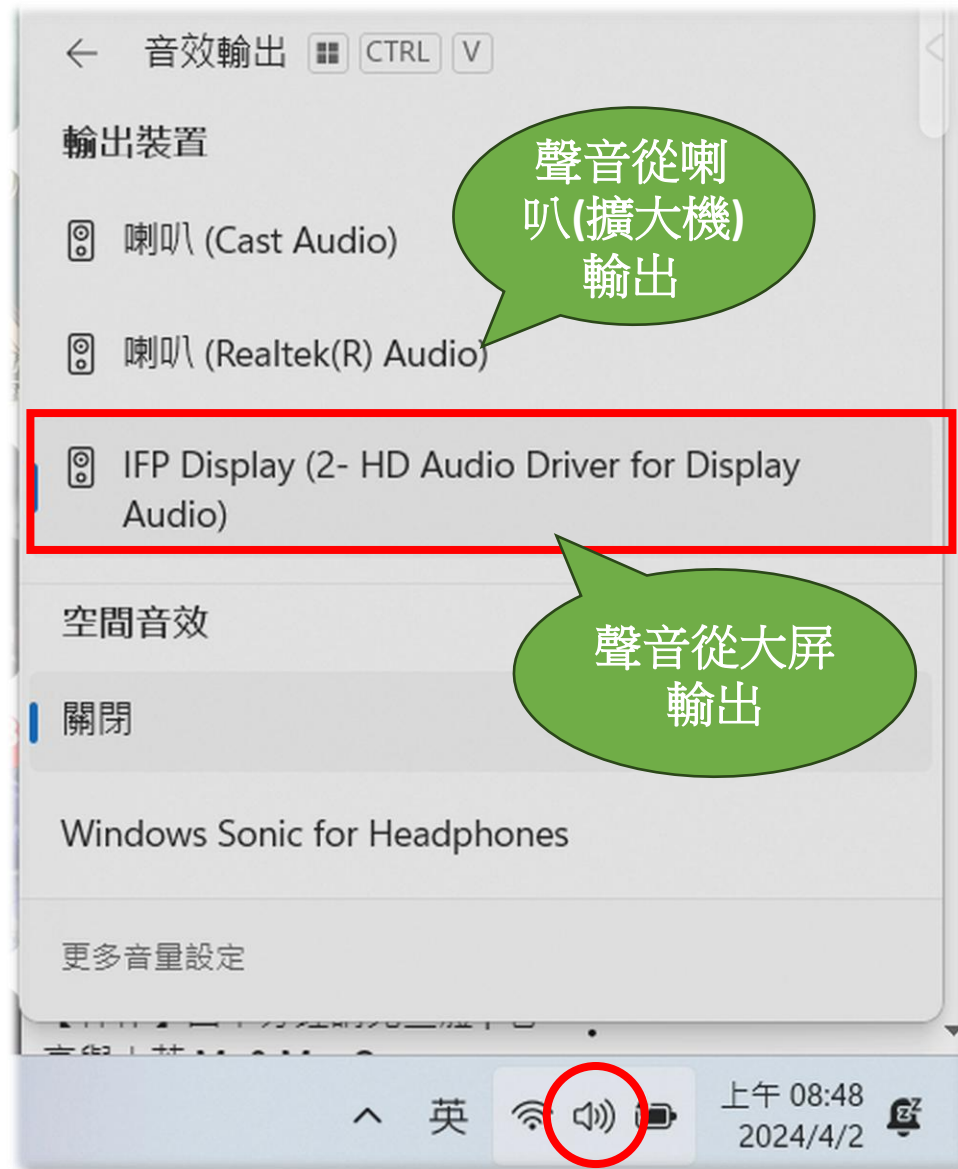 音效輸出 CTRL V
輸出裝置
聲音從喇
叭(擴大機)
輸出
喇叭 (Cast Audio)
喇叭 (Realtek(R) Audio)
IFP Display (2- HD Audio Driver for Display
Audio)
聲音從大屏
輸出
空間音效
關閉
Windows Sonic for Headphones
更多音量設定
英
上午 08:48
2024/4/2